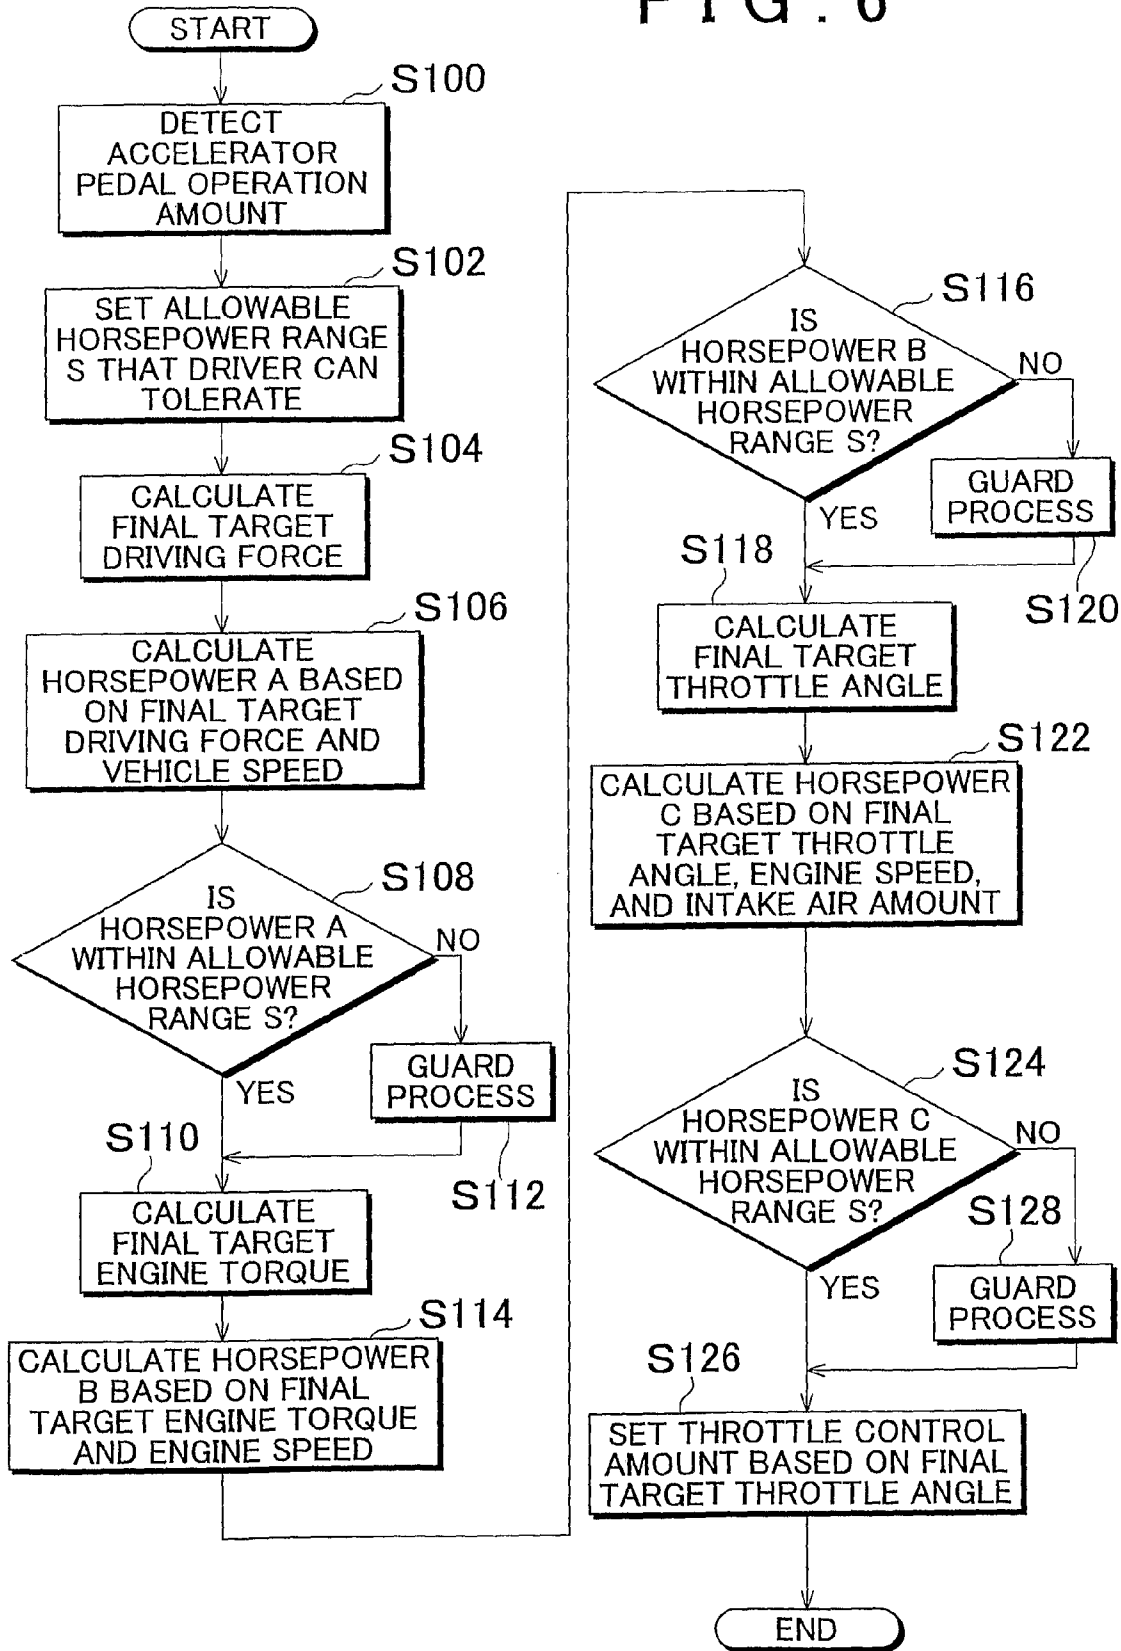 FIG. 6
START
S100
DETECT
ACCELERATOR
PEDAL OPERATION
AMOUNT
S102
SET ALLOWABLE
HORSEPOWER RANGE
S THAT DRIVER CAN
TOLERATE
S104
CALCULATE
FINAL TARGET
DRIVING FORCE
S106
CALCULATE
HORSEPOWER A BASED
ON FINAL TARGET
DRIVING FORCE AND
VEHICLE SPEED
S108
IS
HORSEPOWER A
WITHIN ALLOWABLE
HORSEPOWER
RANGE S?
NO
YES
GUARD
PROCESS
S112
S110
CALCULATE
FINAL TARGET
ENGINE TORQUE
S114
CALCULATE HORSEPOWER
B BASED ON FINAL
TARGET ENGINE TORQUE
AND ENGINE SPEED
S116
IS
HORSEPOWER B
WITHIN ALLOWABLE
HORSEPOWER
RANGE S?
NO
YES
GUARD
PROCESS
S120
S118
CALCULATE
FINAL TARGET
THROTTLE ANGLE
S122
CALCULATE HORSEPOWER
C BASED ON FINAL
TARGET THROTTLE
ANGLE, ENGINE SPEED,
AND INTAKE AIR AMOUNT
S124
IS
HORSEPOWER C
WITHIN ALLOWABLE
HORSEPOWER
RANGE S?
NO
YES
S128
GUARD
PROCESS
S126
SET THROTTLE CONTROL
AMOUNT BASED ON FINAL
TARGET THROTTLE ANGLE
END